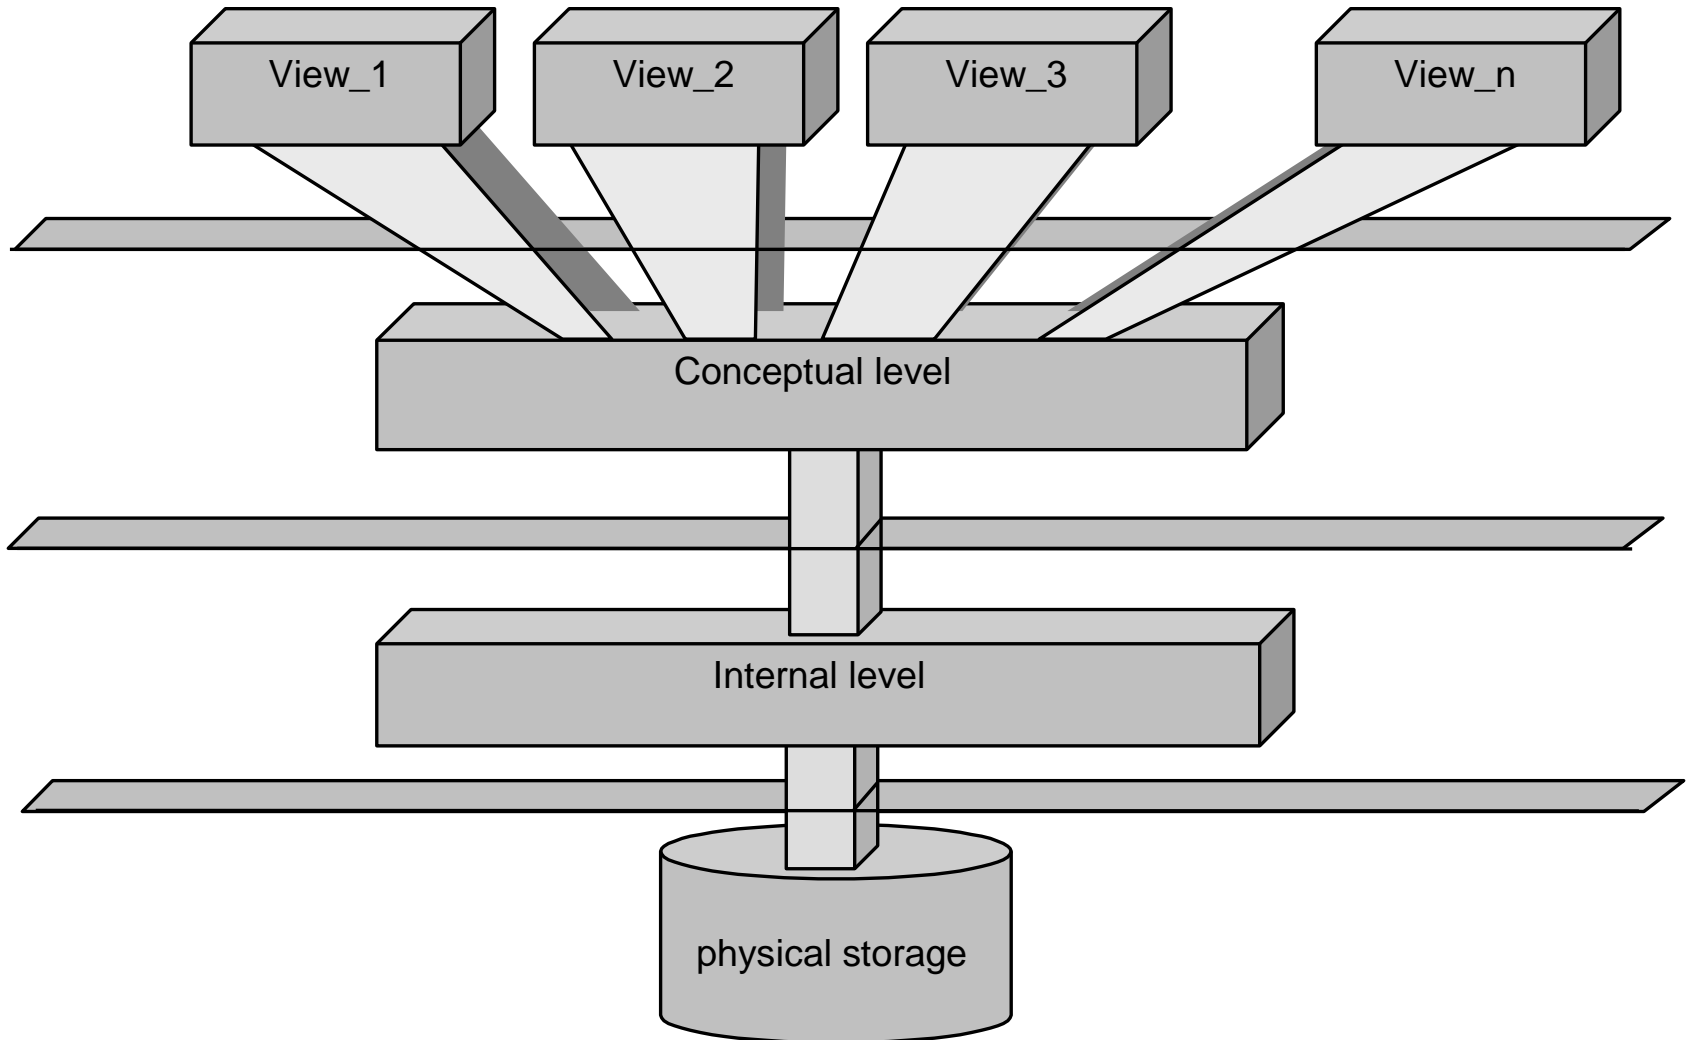 View_1
View_2
View_3
View_n
Conceptual level
Internal level
physical storage